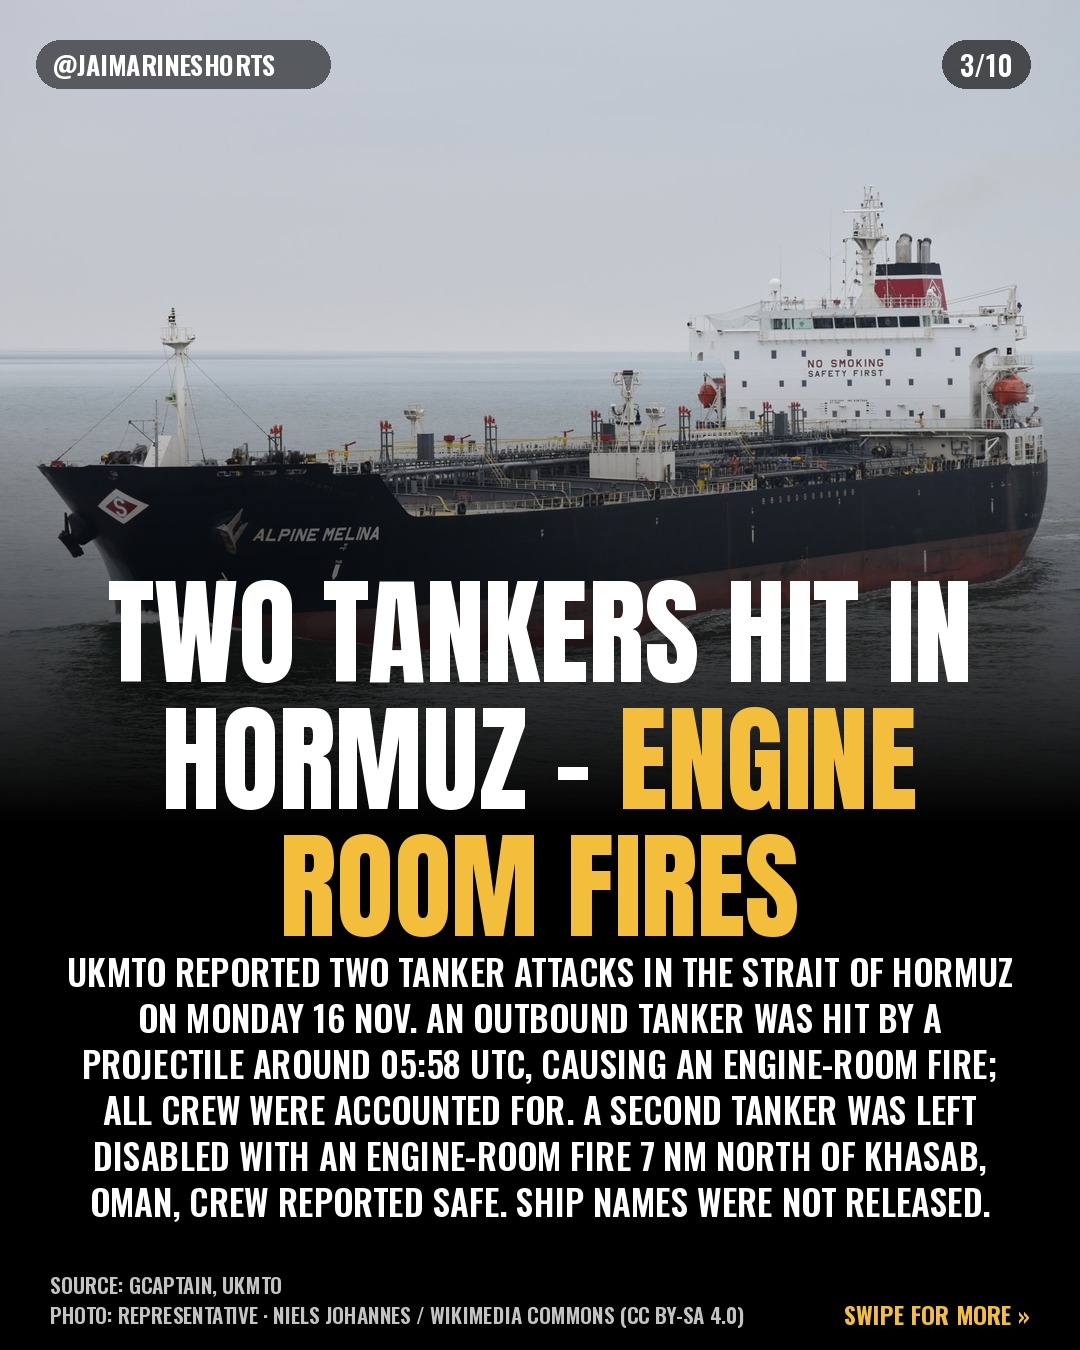 @JAIMARINESHORTS
3/10
NO SMOKING
SAFETY FIRST
S
ALPINE MELINA
TWO TANKERS HIT IN
HORMUZ - ENGINE
ROOM FIRES
UKMTO REPORTED TWO TANKER ATTACKS IN THE STRAIT OF HORMUZ
ON MONDAY 16 NOV. AN OUTBOUND TANKER WAS HIT BY A
PROJECTILE AROUND 05:58 UTC, CAUSING AN ENGINE-ROOM FIRE;
ALL CREW WERE ACCOUNTED FOR. A SECOND TANKER WAS LEFT
DISABLED WITH AN ENGINE-ROOM FIRE 7 NM NORTH OF KHASAB,
OMAN, CREW REPORTED SAFE. SHIP NAMES WERE NOT RELEASED.
SOURCE: GCAPTAIN, UKMTO
PHOTO: REPRESENTATIVE · NIELS JOHANNES / WIKIMEDIA COMMONS (CC BY-SA 4.0)
SWIPE FOR MORE »